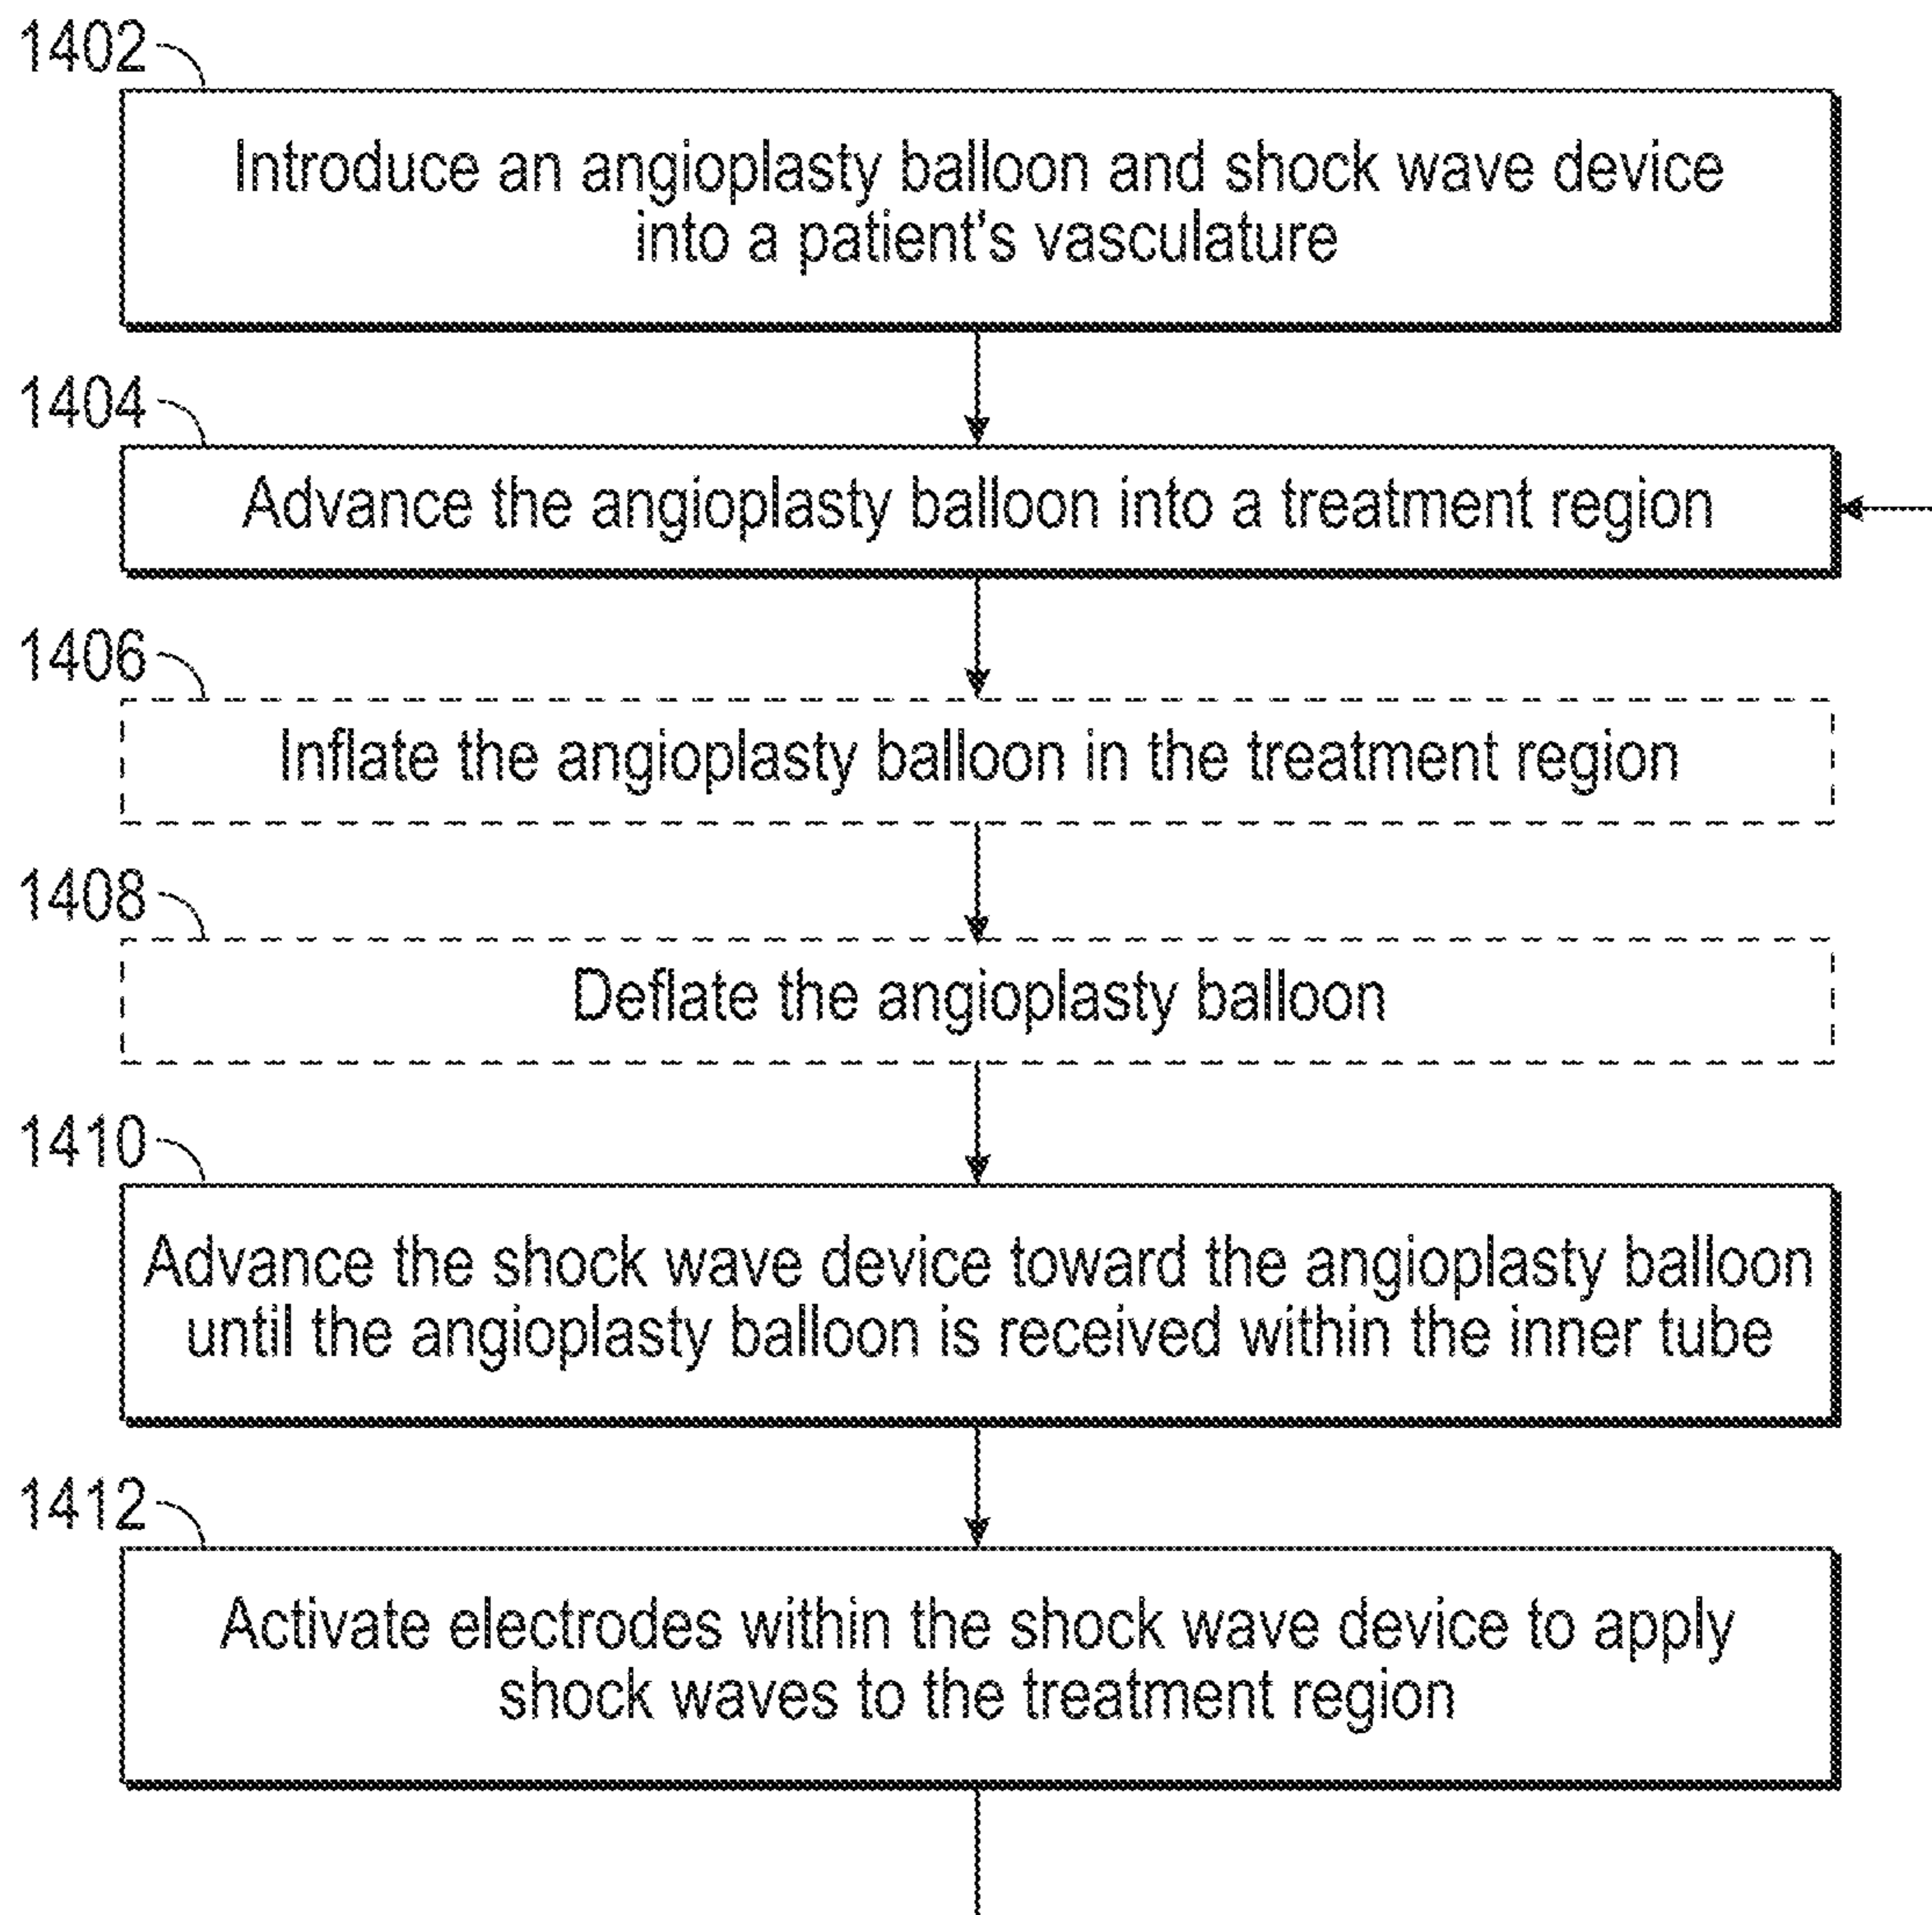 1402
Introduce an angioplasty balloon and shock wave device
into a patient's vasculature
1404
Advance the angioplasty balloon into a treatment region
1406
Inflate the angioplasty balloon in the treatment region
1408
Deflate the angioplasty balloon
1410
Advance the shock wave device toward the angioplasty balloon
until the angioplasty balloon is received within the inner tube
1412
Activate electrodes within the shock wave device to apply
shock waves to the treatment region